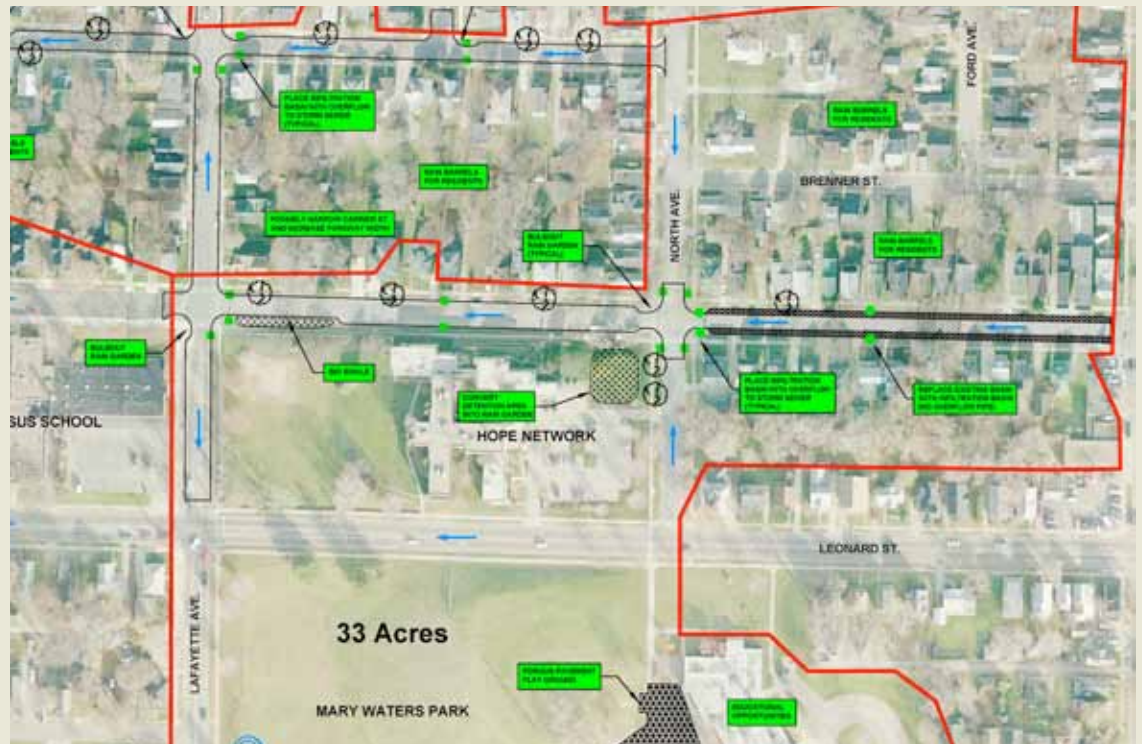 FORD AVE.
PLACE INFILTRATION
BASIN WITH OVERFLOW
TO STORM SEWER
(TYPICAL)
RAIN BARRELS
FOR RESIDENTS
RAIN BARRELS
FOR RESIDENTS
BRENNER ST.
POSSIBLY NARROW CARRIER ST.
AND INCREASE PARKWAY WIDTH
BULBOUT
RAIN GARDEN
(TYPICAL)
NORTH AVE.
RAIN BARRELS
FOR RESIDENTS
BULBOUT
RAIN GARDEN
BIO SWALE
CONVERT
DETENTION AREA
INTO RAIN GARDEN
PLACE INFILTRATION
BASIN WITH OVERFLOW
TO STORM SEWER
(TYPICAL)
REPLACE EXISTING BASIN
WITH INFILTRATION BASIN
AND OVERFLOW PIPE
SUS SCHOOL
HOPE NETWORK
LEONARD ST.
LAFAYETTE AVE.
33 Acres
POROUS PAVEMENT
PLAY GROUND
MARY WATERS PARK
EDUCATIONAL
OPPORTUNITIES